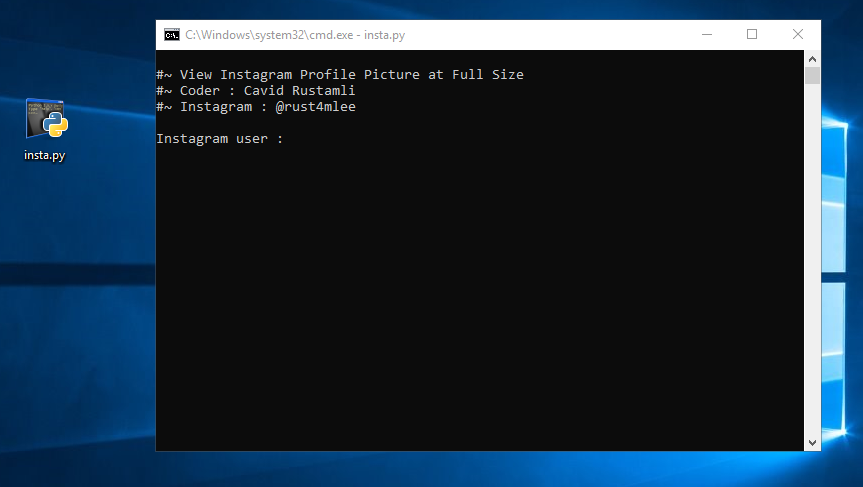 C:\Windows\system32\cmd.exe - insta.py
#~ View Instagram Profile Picture at Full Size
#~ Coder : Cavid Rustamli
#~ Instagram : @rust4mlee
Instagram user :
insta.py